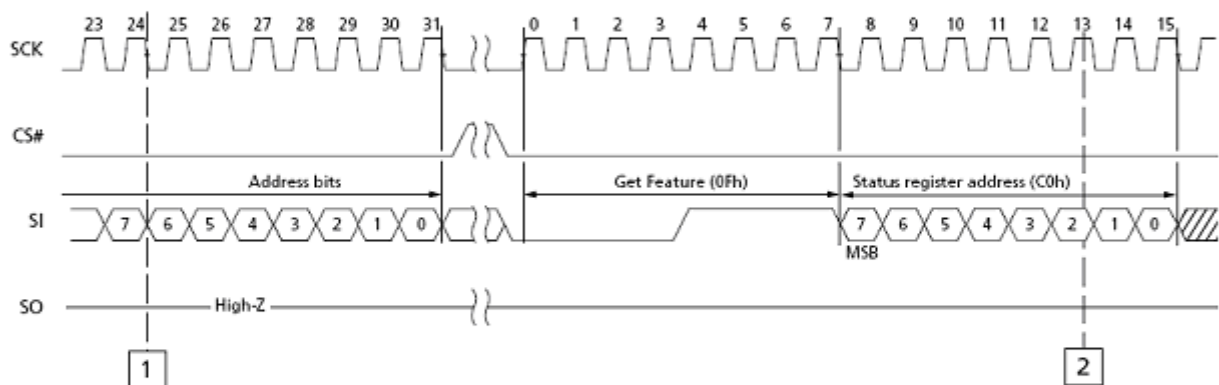 23 24 25 26 27 28 29 30 31 0 1 2 3 4 5 6 7 8 9 10 11 12 13 14 15
SCK
CS#
Address bits Get Feature (0Fh) Status register address (C0h)
SI 7 6 5 4 3 2 1 0 7 6 5 4 3 2 1 0
MSB
SO High-Z
1 2